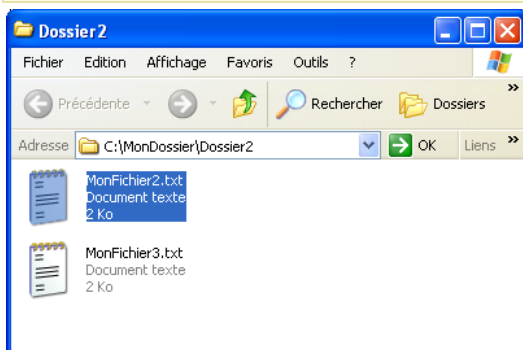 Dossier2
Fichier Edition Affichage Favoris Outils ?
Précédente Rechercher Dossiers »
Adresse C:\MonDossier\Dossier2 OK Liens »
MonFichier2.txt
Document texte
2 Ko
MonFichier3.txt
Document texte
2 Ko